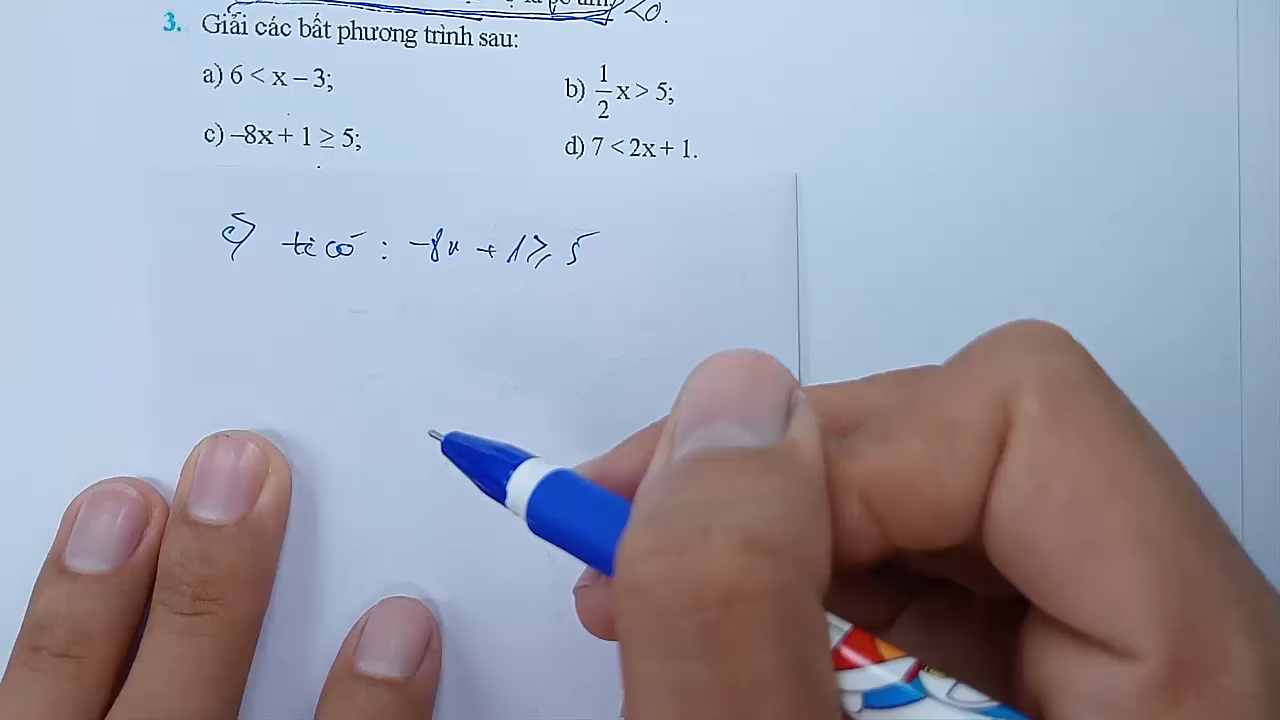 <0.
3. Giải các bất phương trình sau:
a) 6 < x – 3;
b) 1/2 x > 5;
c) –8x + 1 ≥ 5;
d) 7 < 2x + 1.
c) ta có : -8x + 1 ≥ 5